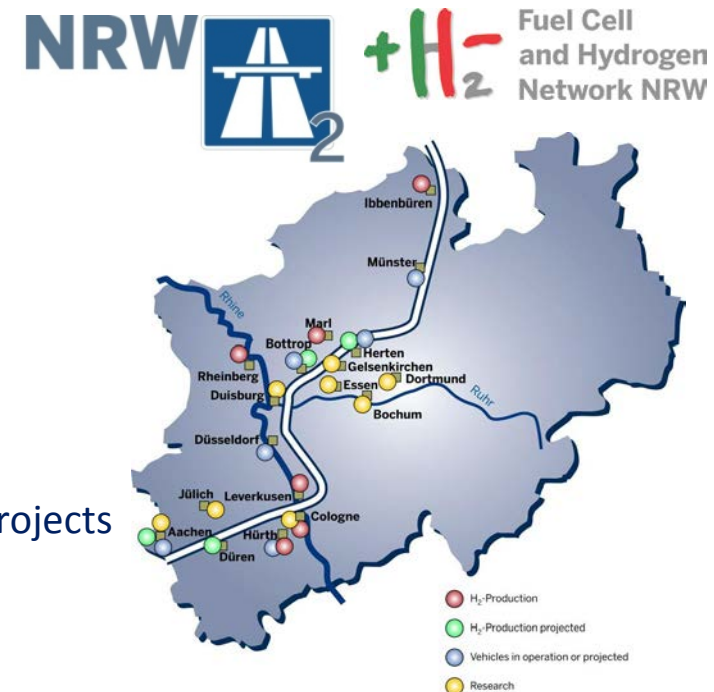 NRW
2
+H2-
Fuel Cell
and Hydrogen
Network NRW
Ibbenbüren
Münster
Rhine
Marl
Bottrop
Herten
Rheinberg
Gelsenkirchen
Duisburg
Essen
Dortmund
Bochum
Ruhr
Düsseldorf
Jülich
Leverkusen
rojects
Cologne
Aachen
Hürth
Düren
H2-Production
H2-Production projected
Vehicles in operation or projected
Research